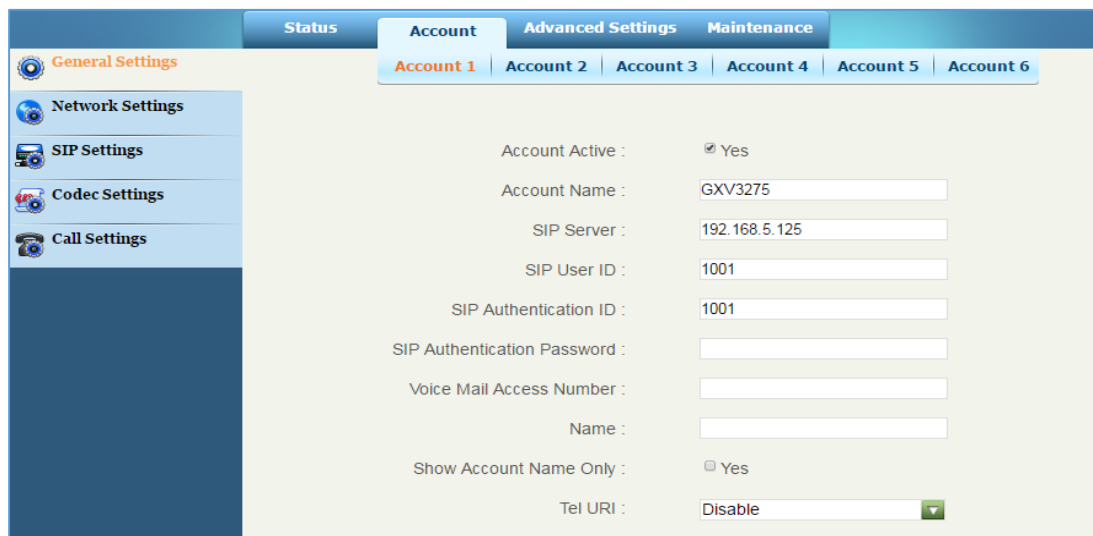 Status Account Advanced Settings Maintenance
Account 1 Account 2 Account 3 Account 4 Account 5 Account 6
General Settings
Network Settings
SIP Settings
Codec Settings
Call Settings
Account Active : Yes
Account Name : GXV3275
SIP Server : 192.168.5.125
SIP User ID : 1001
SIP Authentication ID : 1001
SIP Authentication Password :
Voice Mail Access Number :
Name :
Show Account Name Only : Yes
Tel URI : Disable